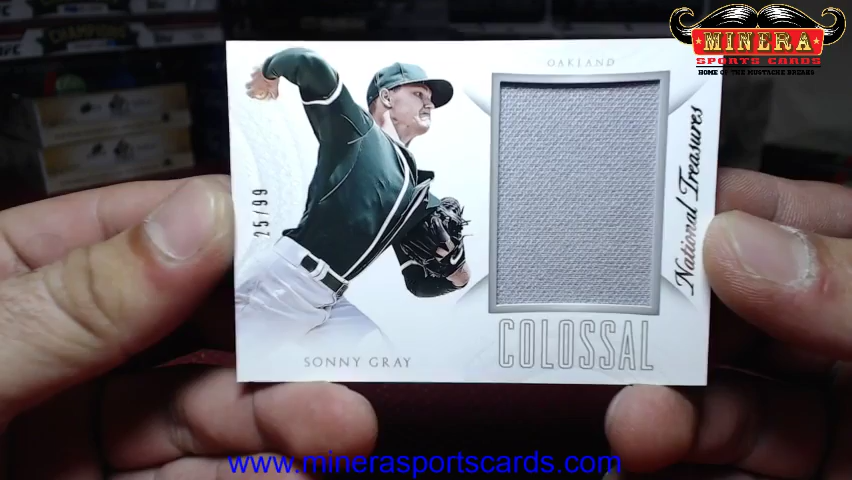 MINERA
SPORTS CARDS
HOME OF THE MUSTACHE BREAKS
OAKLAND
National Treasures
25/99
SONNY GRAY
COLOSSAL
www.minerasportscards.com
CHAMPIONS